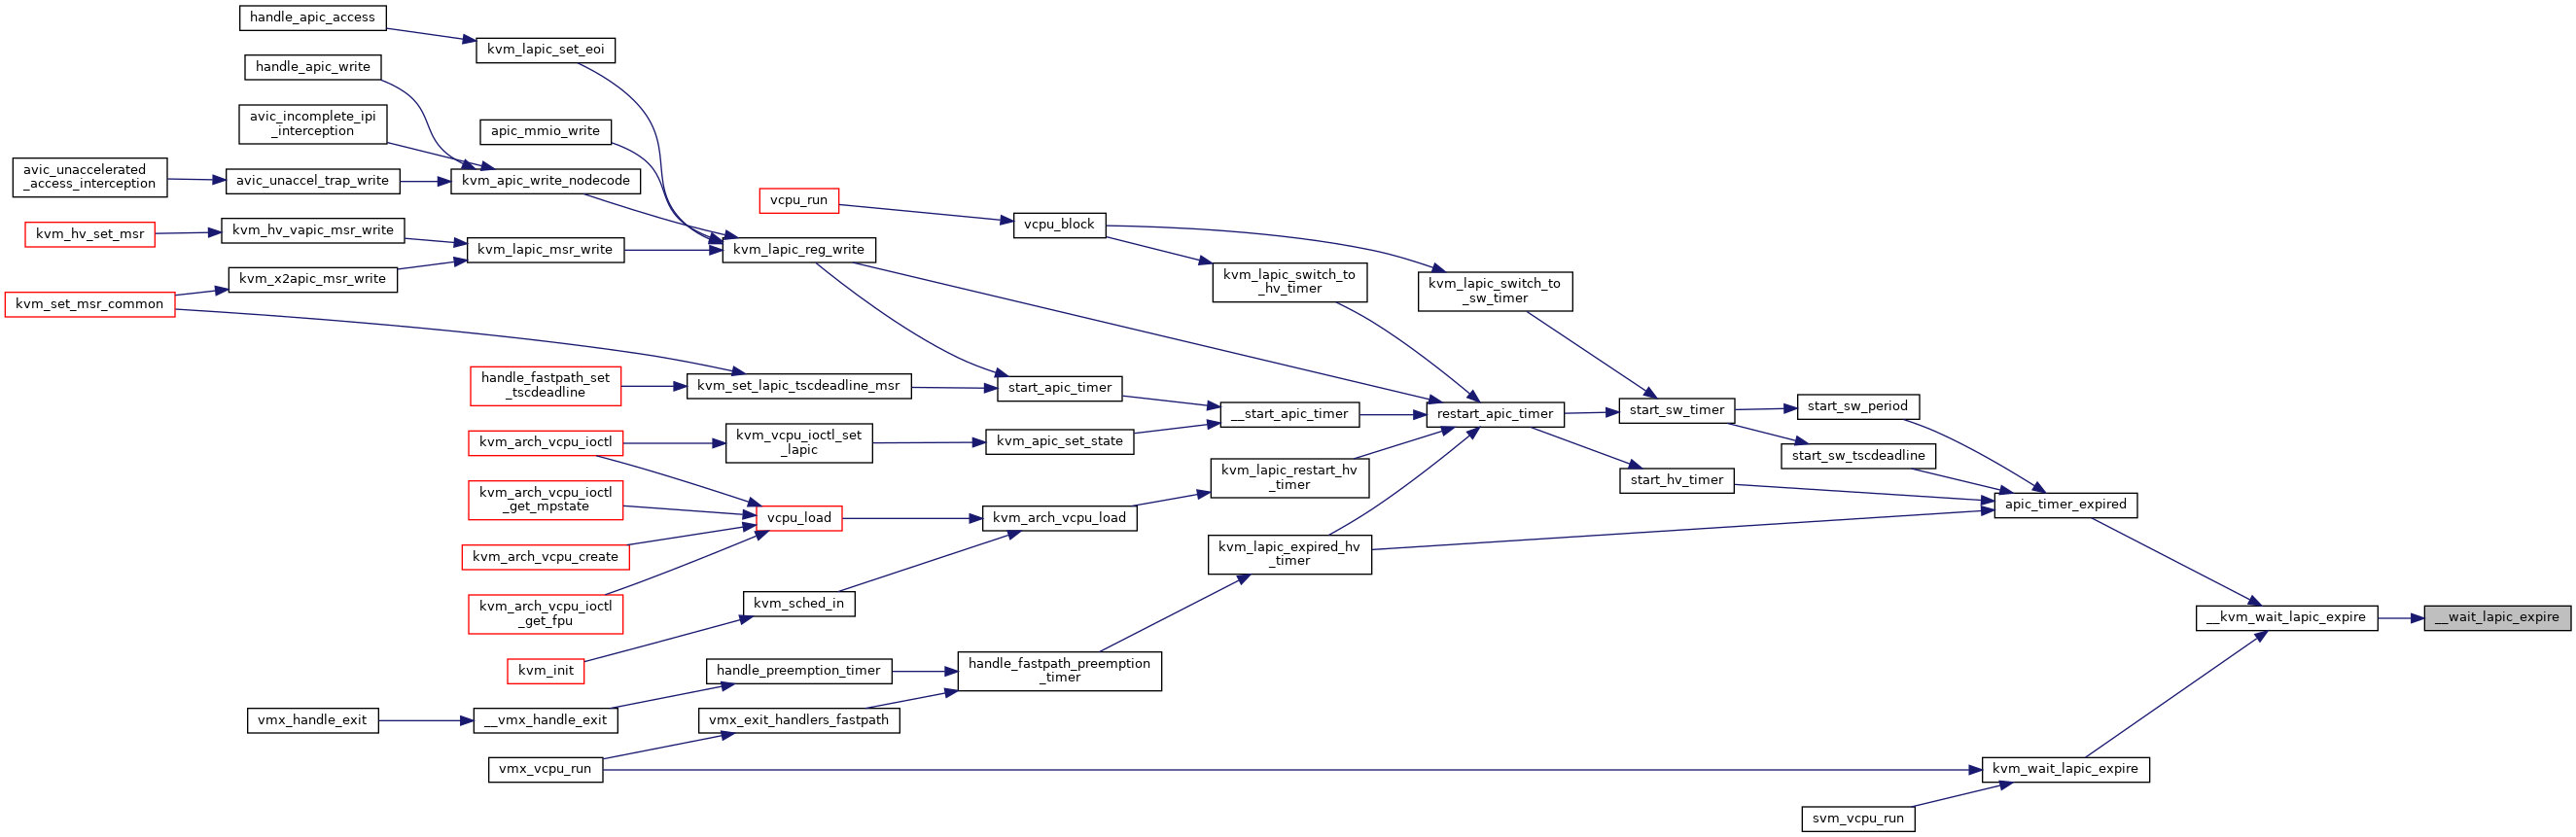 handle_apic_access
kvm_lapic_set_eoi
handle_apic_write
avic_incomplete_ipi
_interception
apic_mmio_write
avic_unaccelerated
_access_interception
avic_unaccel_trap_write
kvm_apic_write_nodecode
vcpu_run
vcpu_block
kvm_hv_set_msr
kvm_hv_vapic_msr_write
kvm_lapic_msr_write
kvm_lapic_reg_write
kvm_x2apic_msr_write
kvm_set_msr_common
kvm_lapic_switch_to
_hv_timer
kvm_lapic_switch_to
_sw_timer
handle_fastpath_set
_tscdeadline
kvm_set_lapic_tscdeadline_msr
start_apic_timer
__start_apic_timer
restart_apic_timer
start_sw_timer
start_sw_period
kvm_arch_vcpu_ioctl
kvm_vcpu_ioctl_set
_lapic
kvm_apic_set_state
start_sw_tscdeadline
kvm_lapic_restart_hv
_timer
start_hv_timer
kvm_arch_vcpu_ioctl
_get_mpstate
vcpu_load
kvm_arch_vcpu_load
apic_timer_expired
kvm_arch_vcpu_create
kvm_lapic_expired_hv
_timer
kvm_arch_vcpu_ioctl
_get_fpu
kvm_sched_in
__kvm_wait_lapic_expire
__wait_lapic_expire
kvm_init
handle_preemption_timer
handle_fastpath_preemption
_timer
vmx_handle_exit
__vmx_handle_exit
vmx_exit_handlers_fastpath
vmx_vcpu_run
kvm_wait_lapic_expire
svm_vcpu_run